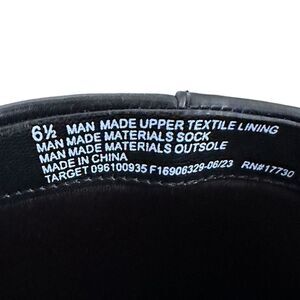 6½ MAN MADE UPPER TEXTILE LINING
MAN MADE MATERIALS SOCK
MAN MADE MATERIALS OUTSOLE
MADE IN CHINA
TARGET 096100935 F16906329-06/23 RN#17730